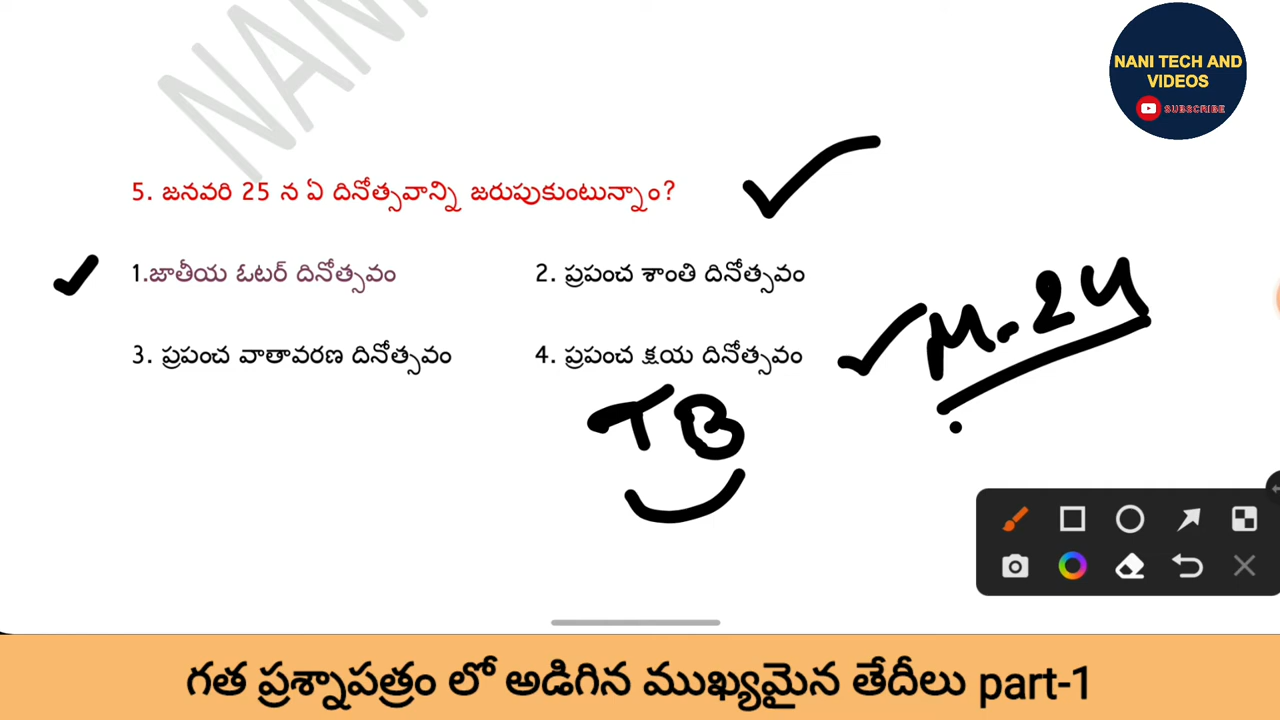 NANI
NANI TECH AND
VIDEOS
SUBSCRIBE
5. జనవరి 25 న ఏ దినోత్సవాన్ని జరుపుకుంటున్నాం?
1.జాతీయ ఓటర్ దినోత్సవం
2. ప్రపంచ శాంతి దినోత్సవం
3. ప్రపంచ వాతావరణ దినోత్సవం
4. ప్రపంచ క్షయ దినోత్సవం
M. 24
TB
గత ప్రశ్నాపత్రం లో అడిగిన ముఖ్యమైన తేదీలు part-1